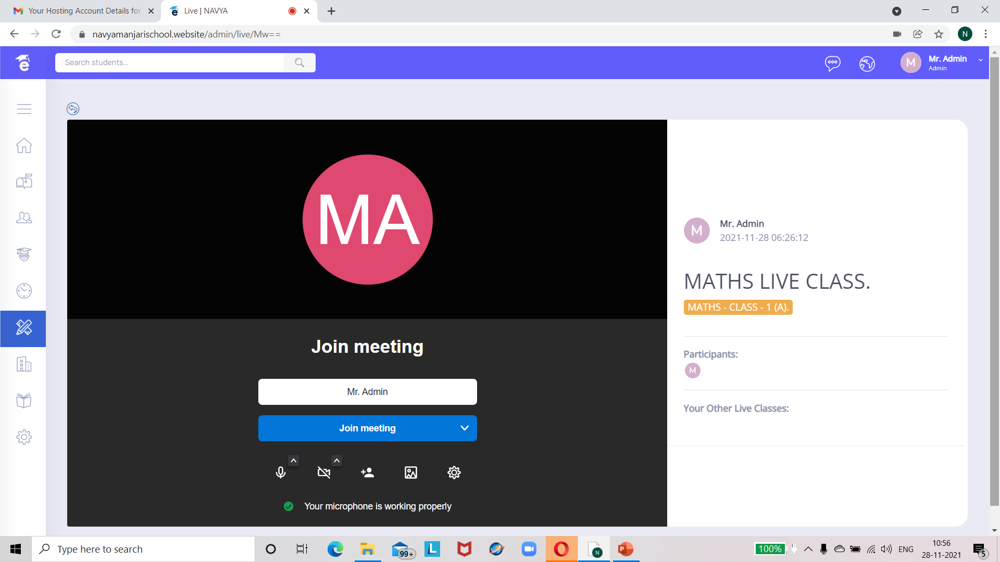 Your Hosting Account Details for
Live | NAVYA
navyamanjarischool.website/admin/live/Mw==
N
e
Search students...
M
Mr. Admin
Admin
MA
Join meeting
Mr. Admin
Join meeting
Your microphone is working properly
M
Mr. Admin
2021-11-28 06:26:12
MATHS LIVE CLASS.
MATHS - CLASS - 1 (A).
Participants:
M
Your Other Live Classes:
Type here to search
99+
L
N
P
100%
ENG
10:56
28-11-2021
5